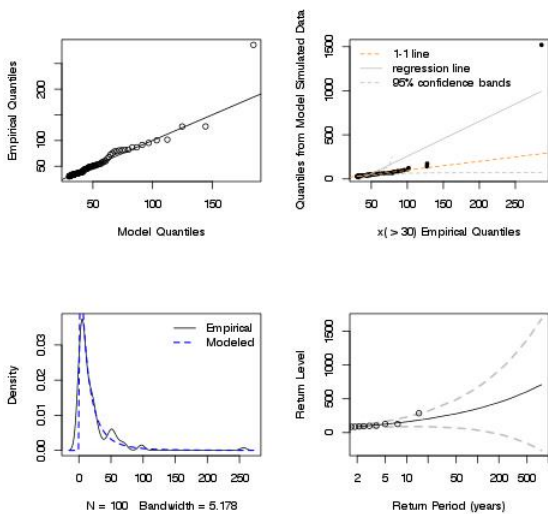 Empirical Quantiles
50 100 200
50 100 150
Model Quantiles
Quantiles from Model Simulated Data
0 500 1000 1500
1-1 line
regression line
95% confidence bands
50 100 150 200 250
x( > 30) Empirical Quantiles
Density
0.00 0.01 0.02 0.03
Empirical
Modeled
0 50 100 150 200 250
N = 100 Bandwidth = 5.178
Return Level
0 500 1000 1500
2 5 10 50 200 500
Return Period (years)